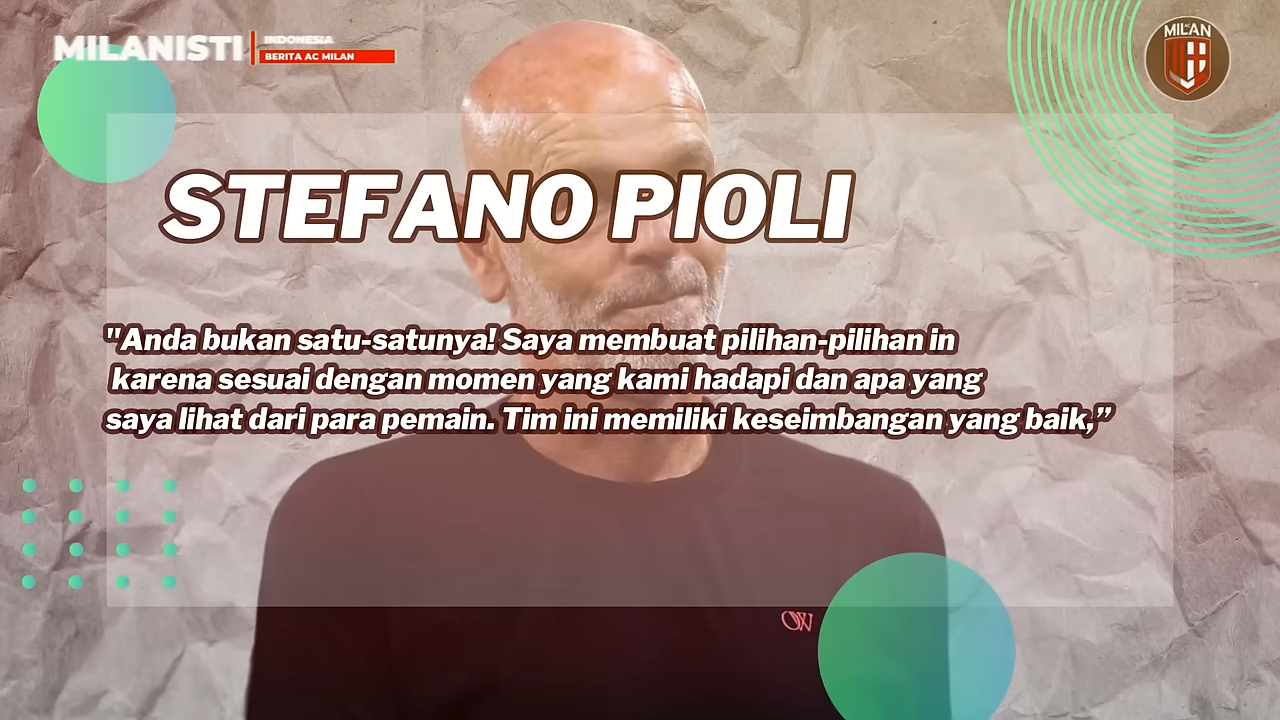 MILANISTI
INDONESIA
BERITA AC MILAN
MILAN
STEFANO PIOLI
"Anda bukan satu-satunya! Saya membuat pilihan-pilihan in
karena sesuai dengan momen yang kami hadapi dan apa yang
saya lihat dari para pemain. Tim ini memiliki keseimbangan yang baik,”
OW